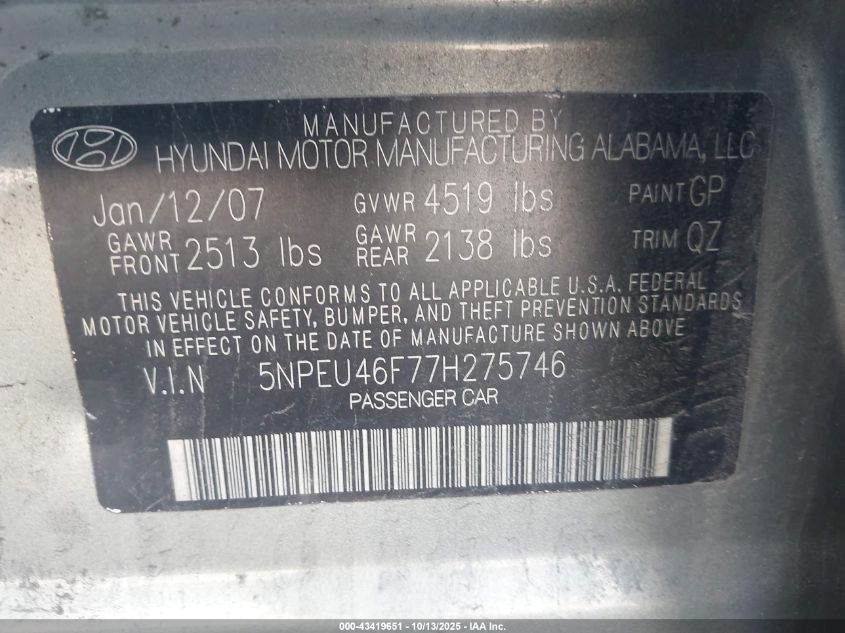 MANUFACTURED BY
HYUNDAI MOTOR MANUFACTURING ALABAMA, LLC
Jan/12/07 GVWR 4519 lbs PAINT GP
GAWR FRONT 2513 lbs GAWR REAR 2138 lbs TRIM QZ
THIS VEHICLE CONFORMS TO ALL APPLICABLE U.S.A. FEDERAL
MOTOR VEHICLE SAFETY, BUMPER, AND THEFT PREVENTION STANDARDS
IN EFFECT ON THE DATE OF MANUFACTURE SHOWN ABOVE
V.I.N 5NPEU46F77H275746
PASSENGER CAR
000-43419651 - 10/13/2025 - IAA Inc.